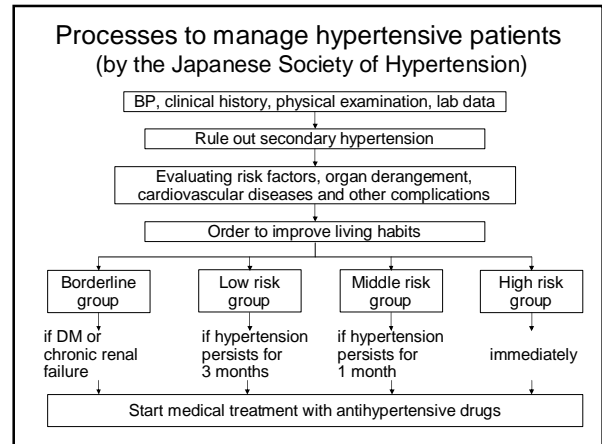 Processes to manage hypertensive patients
(by the Japanese Society of Hypertension)
BP, clinical history, physical examination, lab data
Rule out secondary hypertension
Evaluating risk factors, organ derangement,
cardiovascular diseases and other complications
Order to improve living habits
Borderline
group
Low risk
group
Middle risk
group
High risk
group
if DM or
chronic renal
failure
if hypertension
persists for
3 months
if hypertension
persists for
1 month
immediately
Start medical treatment with antihypertensive drugs